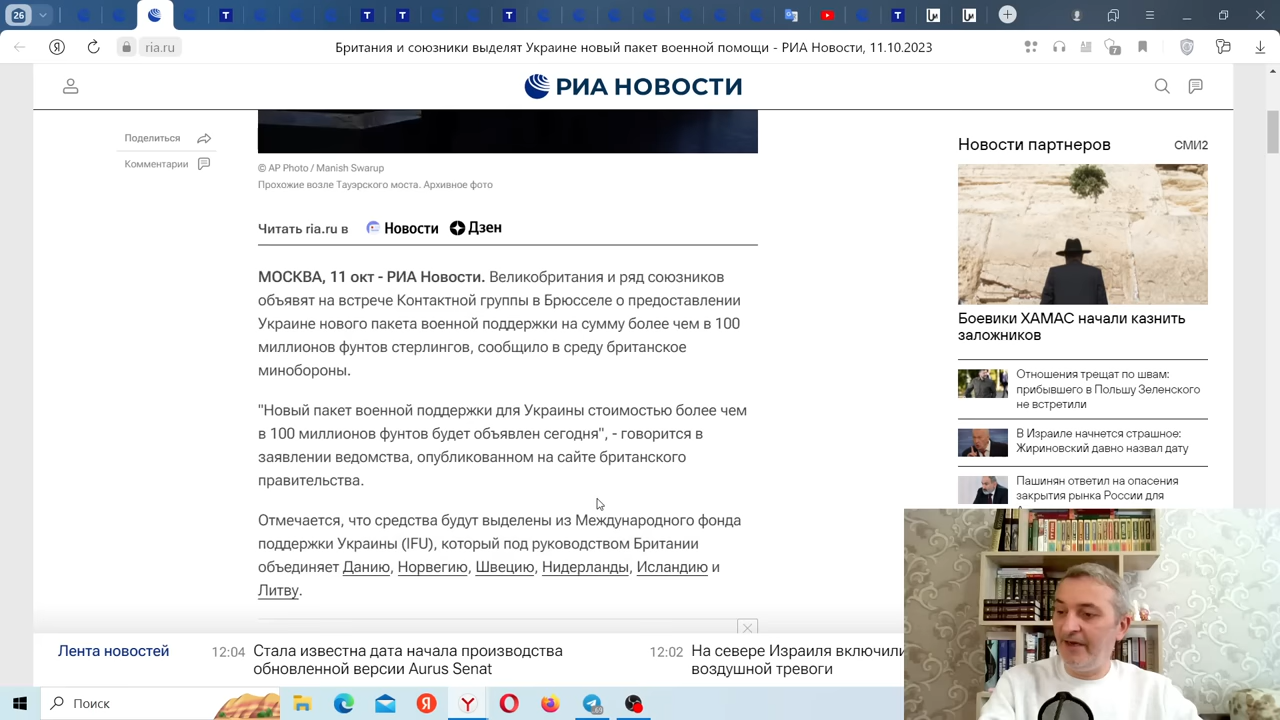 26
ria.ru
Британия и союзники выделят Украине новый пакет военной помощи - РИА Новости, 11.10.2023
7
РИА НОВОСТИ
Поделиться
Комментарии
© AP Photo / Manish Swarup
Прохожие возле Тауэрского моста. Архивное фото
Читать ria.ru в Новости Дзен
МОСКВА, 11 окт - РИА Новости. Великобритания и ряд союзников
объявят на встрече Контактной группы в Брюсселе о предоставлении
Украине нового пакета военной поддержки на сумму более чем в 100
миллионов фунтов стерлингов, сообщило в среду британское
минобороны.
"Новый пакет военной поддержки для Украины стоимостью более чем
в 100 миллионов фунтов будет объявлен сегодня", - говорится в
заявлении ведомства, опубликованном на сайте британского
правительства.
Отмечается, что средства будут выделены из Международного фонда
поддержки Украины (IFU), который под руководством Британии
объединяет Данию, Норвегию, Швецию, Нидерланды, Исландию и
Литву.
Новости партнеров СМИ2
Боевики ХАМАС начали казнить
заложников
Отношения трещат по швам:
прибывшего в Польшу Зеленского
не встретили
В Израиле начнется страшное:
Жириновский давно назвал дату
Пашинян ответил на опасения
закрытия рынка России для
Лента новостей
12:04 Стала известна дата начала производства
обновленной версии Aurus Senat
12:02 На севере Израиля включили
воздушной тревоги
Поиск